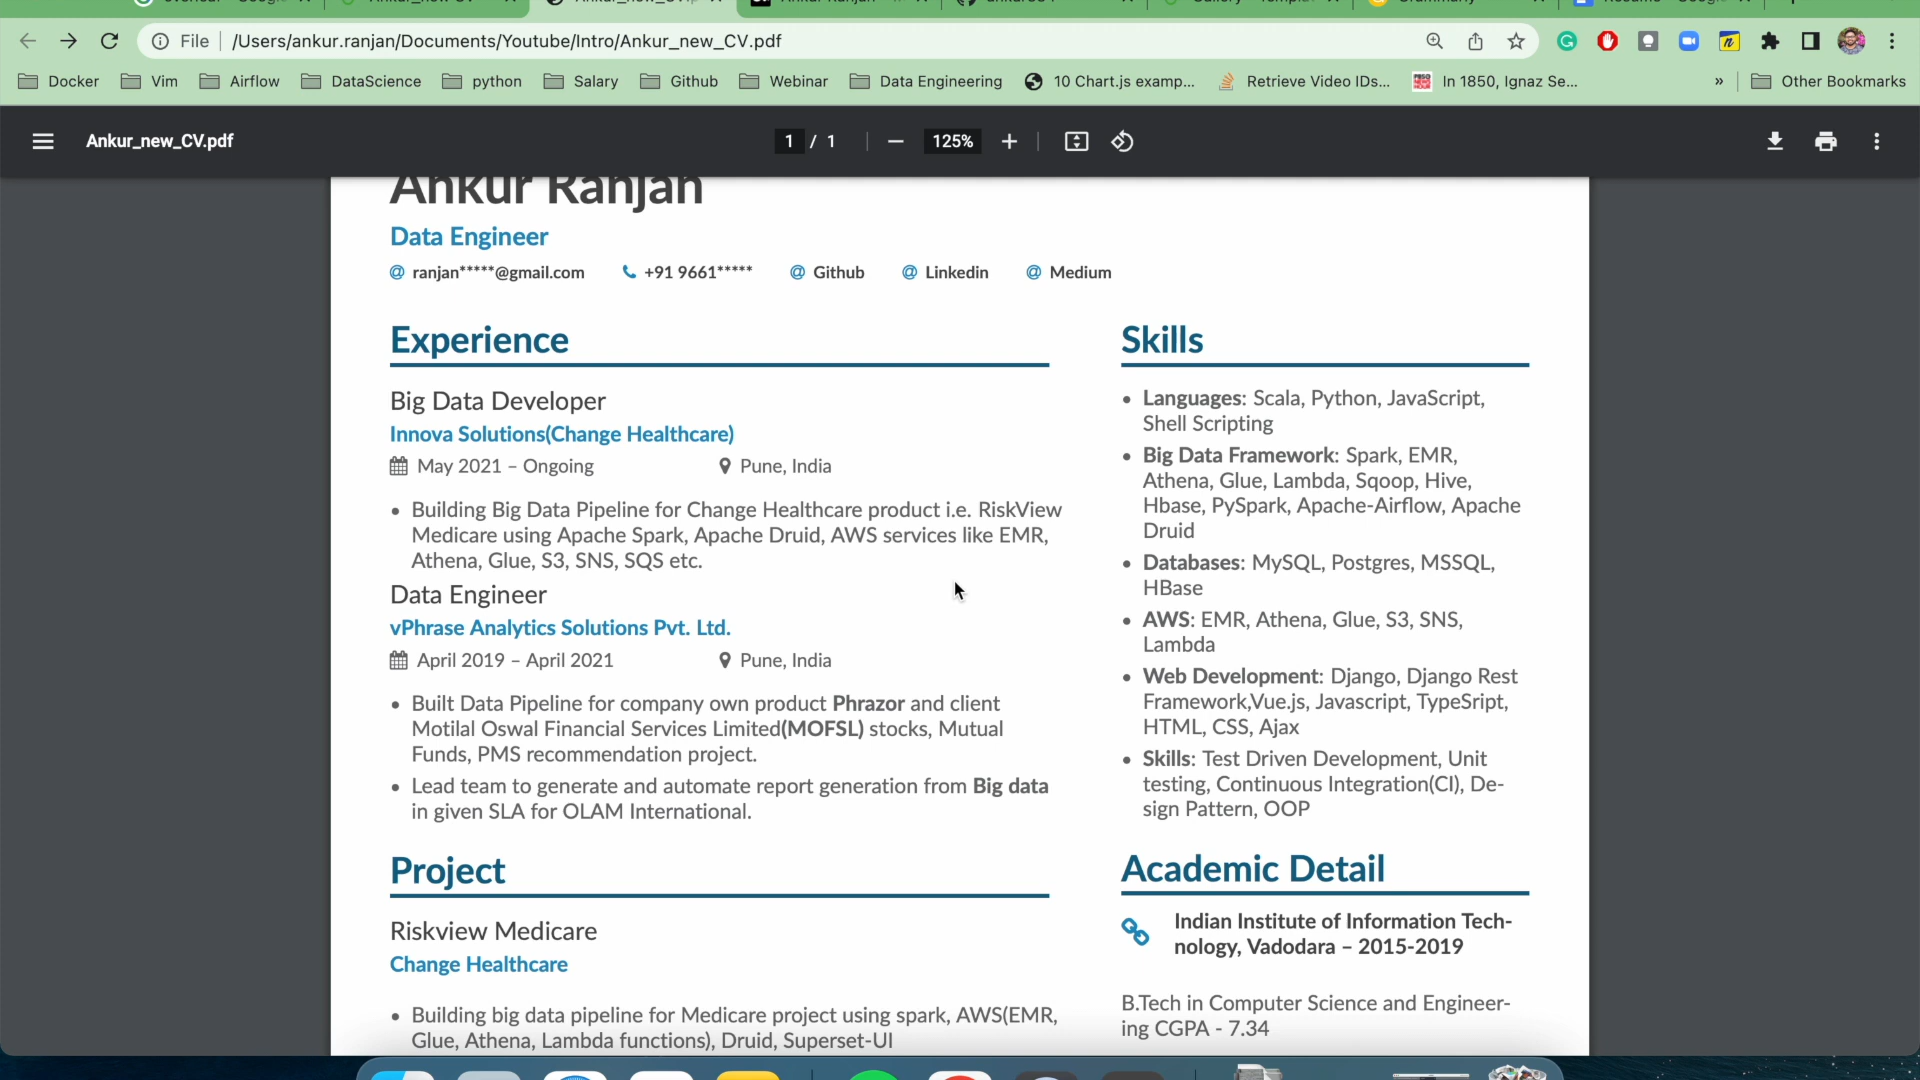 File
/Users/ankur.ranjan/Documents/Youtube/Intro/Ankur_new_CV.pdf
Docker
Vim
Airflow
DataScience
python
Salary
Github
Webinar
Data Engineering
10 Chart.js examp...
Retrieve Video IDs...
In 1850, Ignaz Se...
»
Other Bookmarks
Ankur_new_CV.pdf
1 / 1
125%
Ankur Ranjan
Data Engineer
@ ranjan*****@gmail.com
+91 9661*****
@ Github
@ Linkedin
@ Medium
Experience
Big Data Developer
Innova Solutions(Change Healthcare)
May 2021 – Ongoing
Pune, India
• Building Big Data Pipeline for Change Healthcare product i.e. RiskView
Medicare using Apache Spark, Apache Druid, AWS services like EMR,
Athena, Glue, S3, SNS, SQS etc.
Data Engineer
vPhrase Analytics Solutions Pvt. Ltd.
April 2019 – April 2021
Pune, India
• Built Data Pipeline for company own product Phrazor and client
Motilal Oswal Financial Services Limited(MOFSL) stocks, Mutual
Funds, PMS recommendation project.
• Lead team to generate and automate report generation from Big data
in given SLA for OLAM International.
Project
Riskview Medicare
Change Healthcare
• Building big data pipeline for Medicare project using spark, AWS(EMR,
Glue, Athena, Lambda functions), Druid, Superset-UI
Skills
• Languages: Scala, Python, JavaScript,
Shell Scripting
• Big Data Framework: Spark, EMR,
Athena, Glue, Lambda, Sqoop, Hive,
Hbase, PySpark, Apache-Airflow, Apache
Druid
• Databases: MySQL, Postgres, MSSQL,
HBase
• AWS: EMR, Athena, Glue, S3, SNS,
Lambda
• Web Development: Django, Django Rest
Framework,Vue.js, Javascript, TypeSript,
HTML, CSS, Ajax
• Skills: Test Driven Development, Unit
testing, Continuous Integration(CI), De-
sign Pattern, OOP
Academic Detail
Indian Institute of Information Tech-
nology, Vadodara – 2015-2019
B.Tech in Computer Science and Engineer-
ing CGPA - 7.34